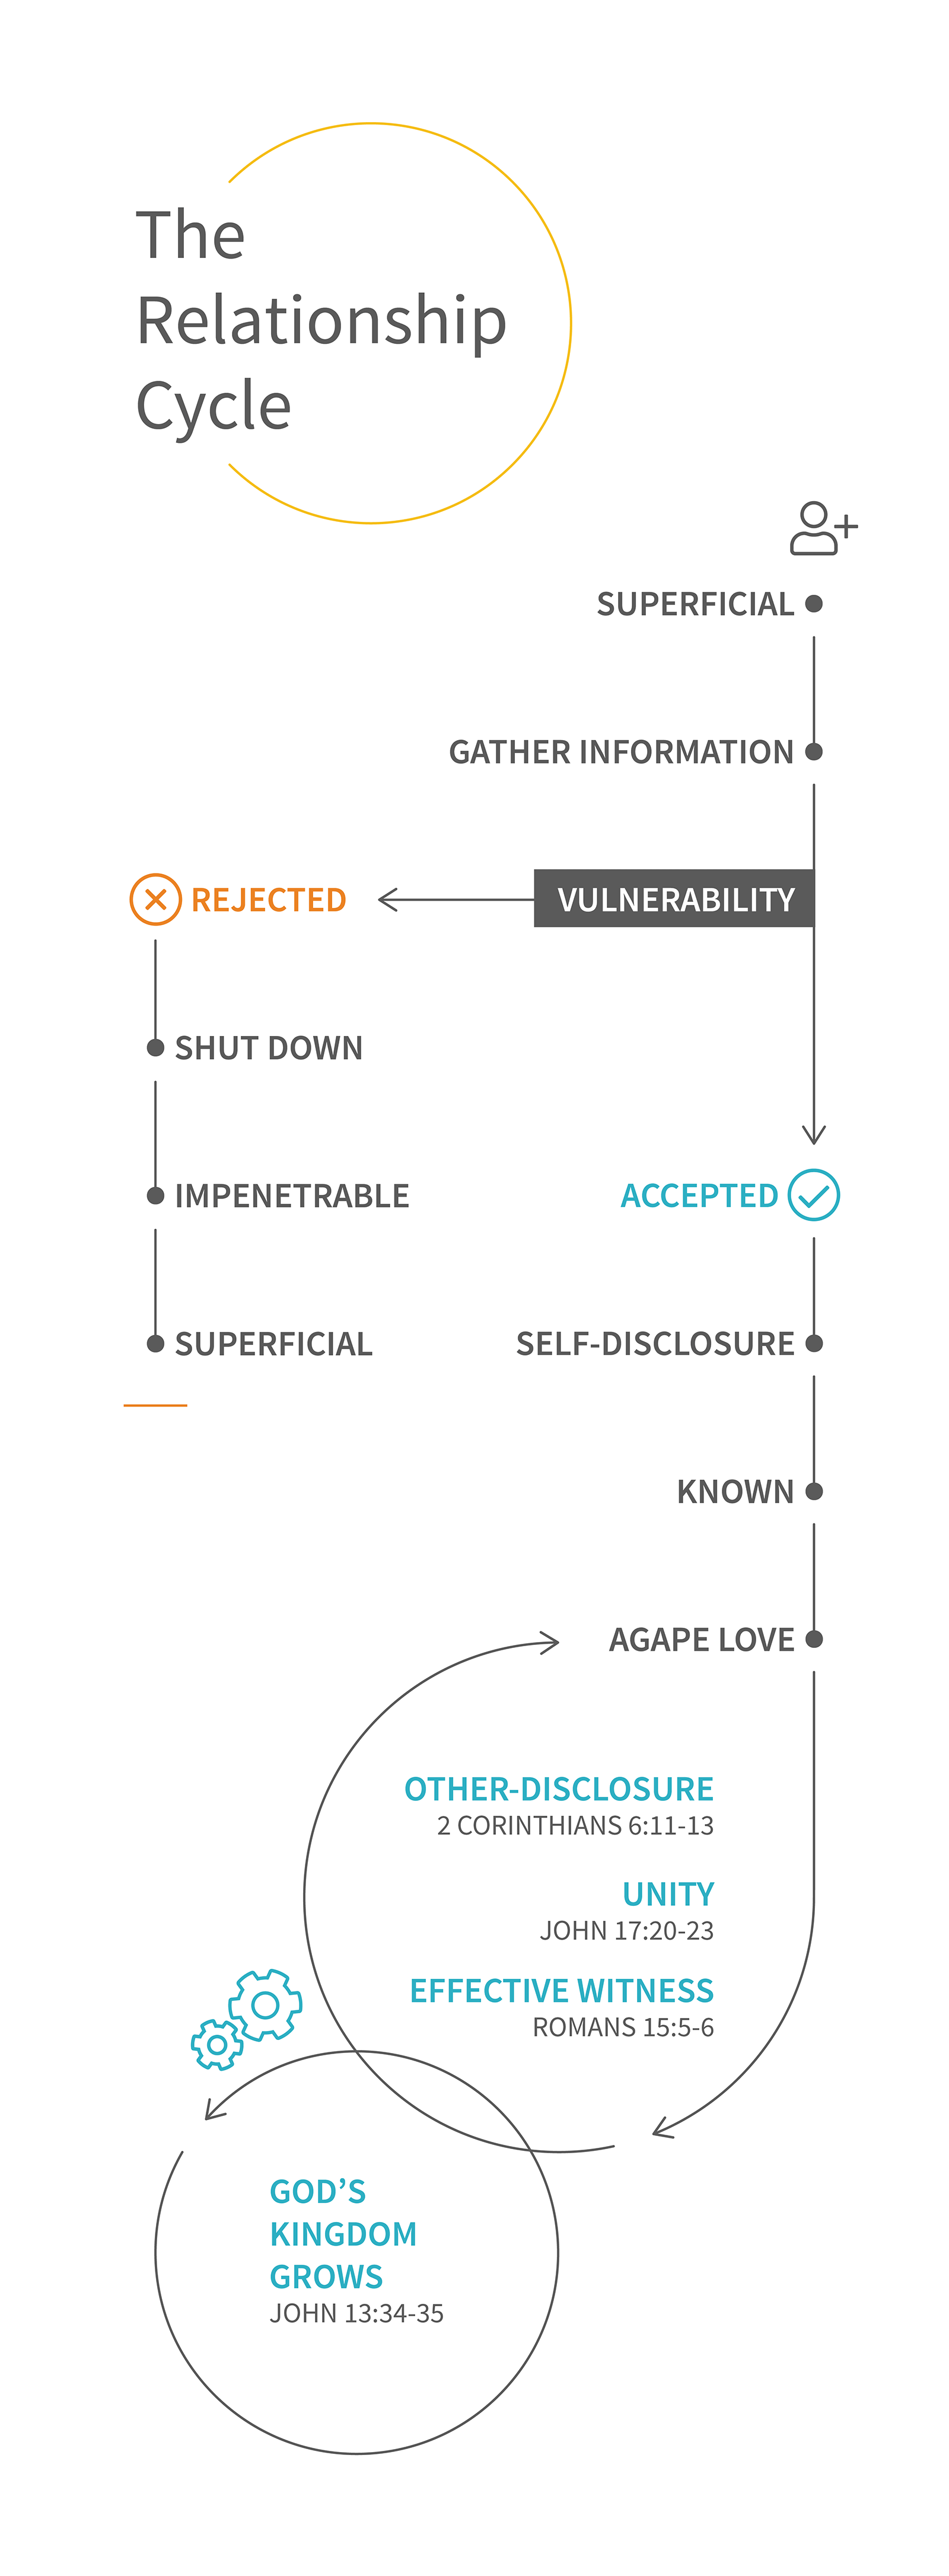 The
Relationship
Cycle
SUPERFICIAL
GATHER INFORMATION
VULNERABILITY
REJECTED
SHUT DOWN
IMPENETRABLE
SUPERFICIAL
ACCEPTED
SELF-DISCLOSURE
KNOWN
AGAPE LOVE
OTHER-DISCLOSURE
2 CORINTHIANS 6:11-13
UNITY
JOHN 17:20-23
EFFECTIVE WITNESS
ROMANS 15:5-6
GOD’S
KINGDOM
GROWS
JOHN 13:34-35